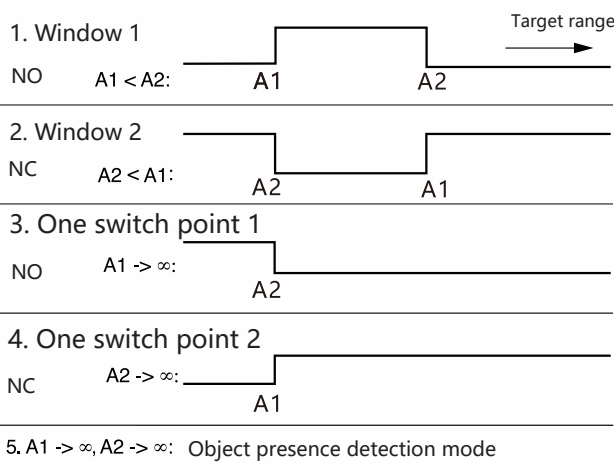 1. Window 1
Target range
NO A1 < A2: A1 A2
2. Window 2
NC A2 < A1: A2 A1
3. One switch point 1
NO A1 -> ∞: A2
4. One switch point 2
NC A2 -> ∞: A1
5. A1 -> ∞, A2 -> ∞: Object presence detection mode